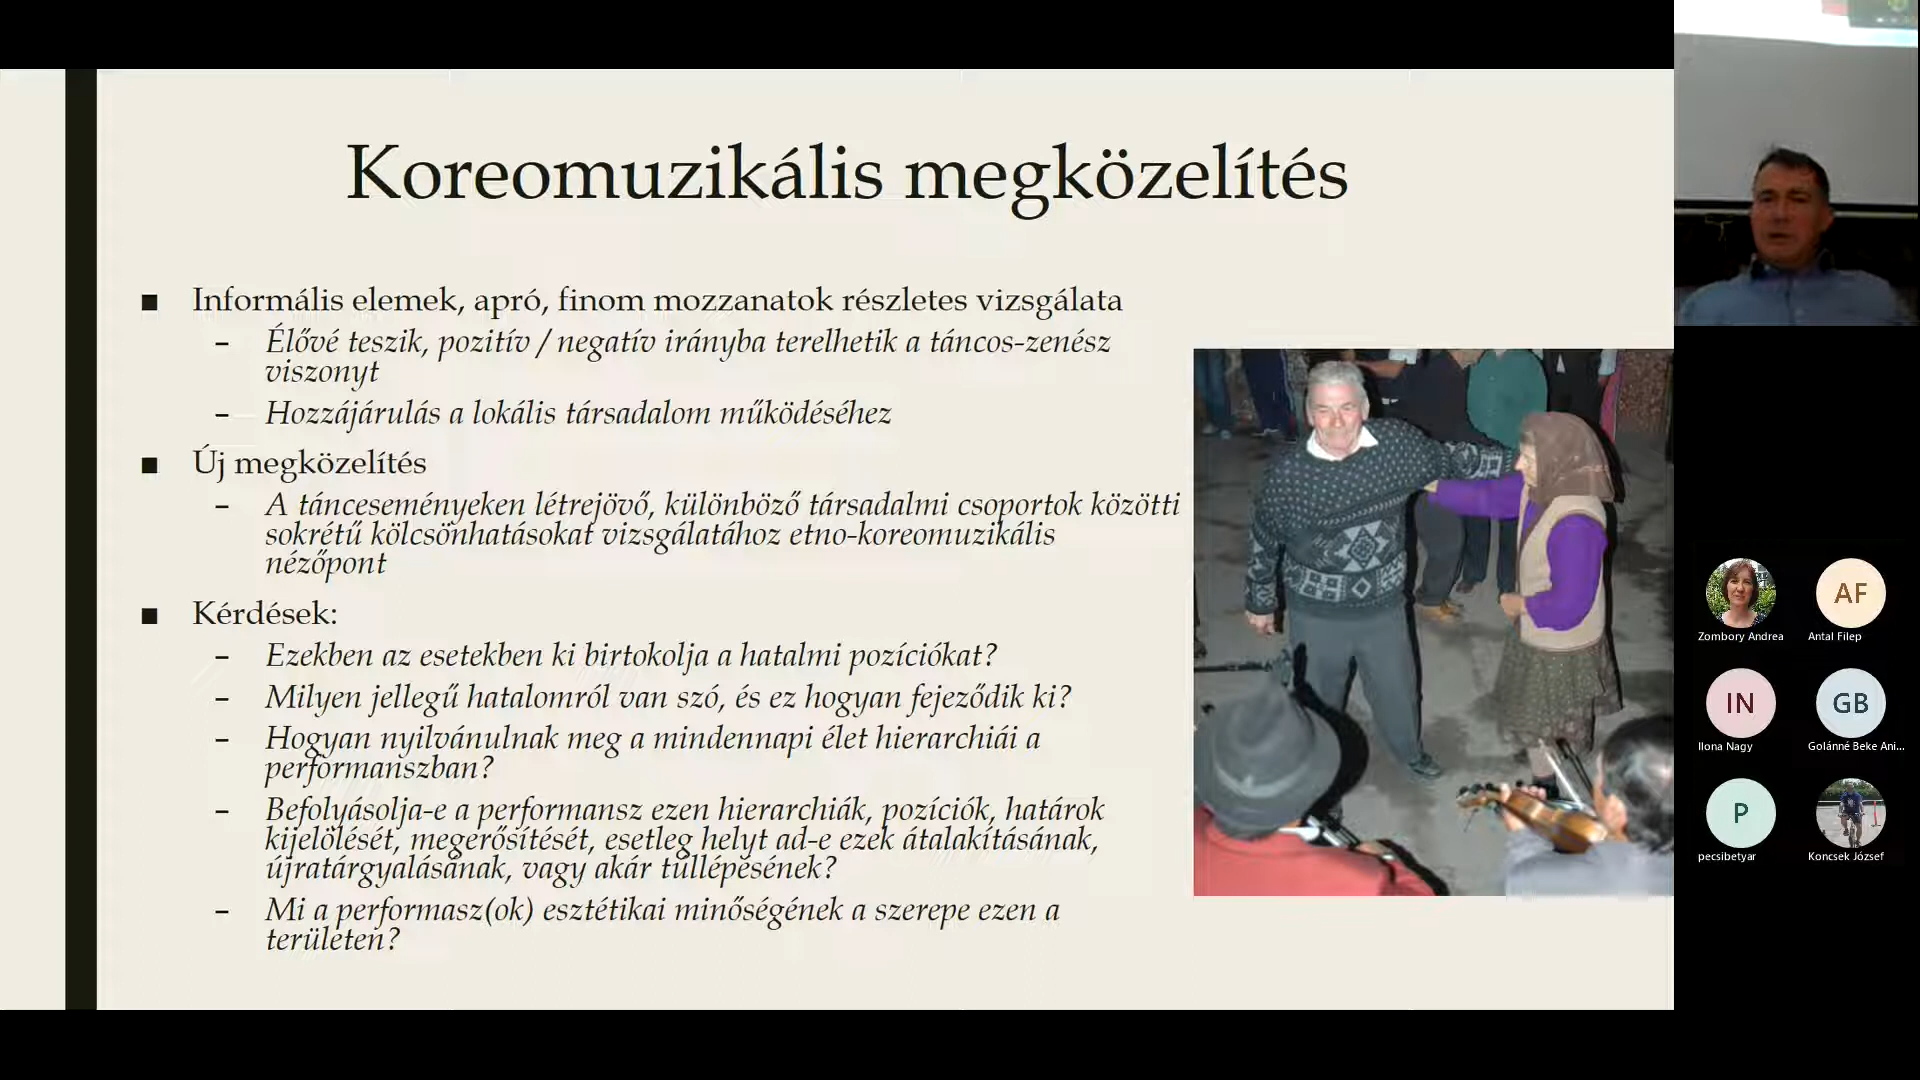 Koreomuzikális megközelítés
■ Informális elemek, apró, finom mozzanatok részletes vizsgálata
– Élővé teszik, pozitív / negatív irányba terelhetik a táncos-zenész
viszonyt
– Hozzájárulás a lokális társadalom működéséhez
■ Új megközelítés
– A tánceseményeken létrejövő, különböző társadalmi csoportok közötti
sokrétű kölcsönhatásokat vizsgálatához etno-koreomuzikális
nézőpont
■ Kérdések:
– Ezekben az esetekben ki birtokolja a hatalmi pozíciókat?
– Milyen jellegű hatalomról van szó, és ez hogyan fejeződik ki?
– Hogyan nyilvánulnak meg a mindennapi élet hierarchiái a
performanszban?
– Befolyásolja-e a performansz ezen hierarchiák, pozíciók, határok
kijelölését, megerősítését, esetleg helyt ad-e ezek átalakításának,
újratárgyalásának, vagy akár túllépésének?
– Mi a performasz(ok) esztétikai minőségének a szerepe ezen a
területen?
Zombory Andrea
AF
Antal Filep
IN
Ilona Nagy
GB
Golánné Beke Ani...
P
pecsibetyar
Koncsek József